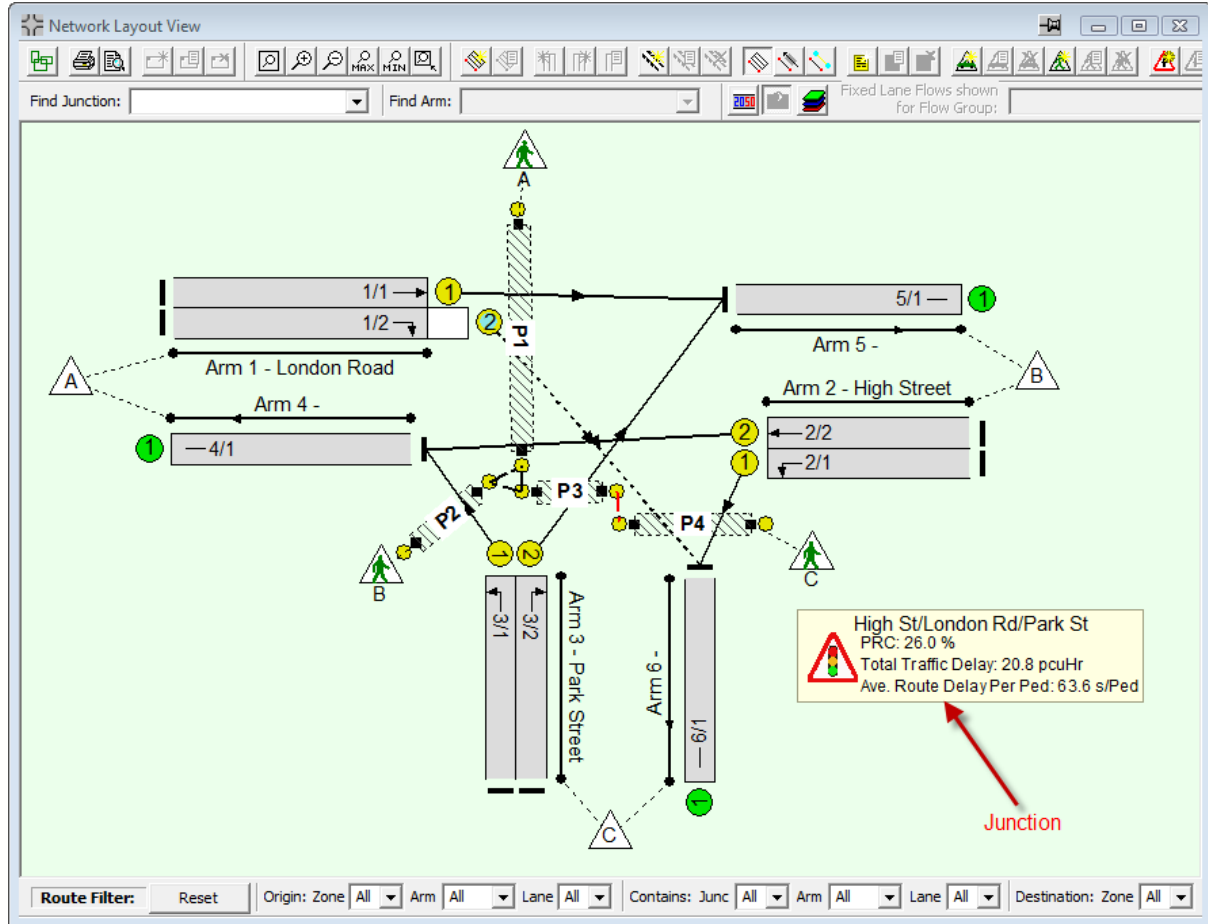 Network Layout View
MAX MIN
Find Junction: Find Arm: 2050 Fixed Lane Flows shown
for Flow Group:
A
1/1 1
1/2 2
P1
5/1 1
Arm 5 -
Arm 1 - London Road
A
B
Arm 4 -
Arm 2 - High Street
1 4/1
2 2/2
1 2/1
P2
P3
P4
B
C
1 2
3/1
3/2
Arm 3 - Park Street
Arm 6 -
6/1
1
C
High St/London Rd/Park St
PRC: 26.0 %
Total Traffic Delay: 20.8 pcuHr
Ave. Route Delay Per Ped: 63.6 s/Ped
Junction
Route Filter: Reset Origin: Zone All Arm All Lane All Contains: Junc All Arm All Lane All Destination: Zone All